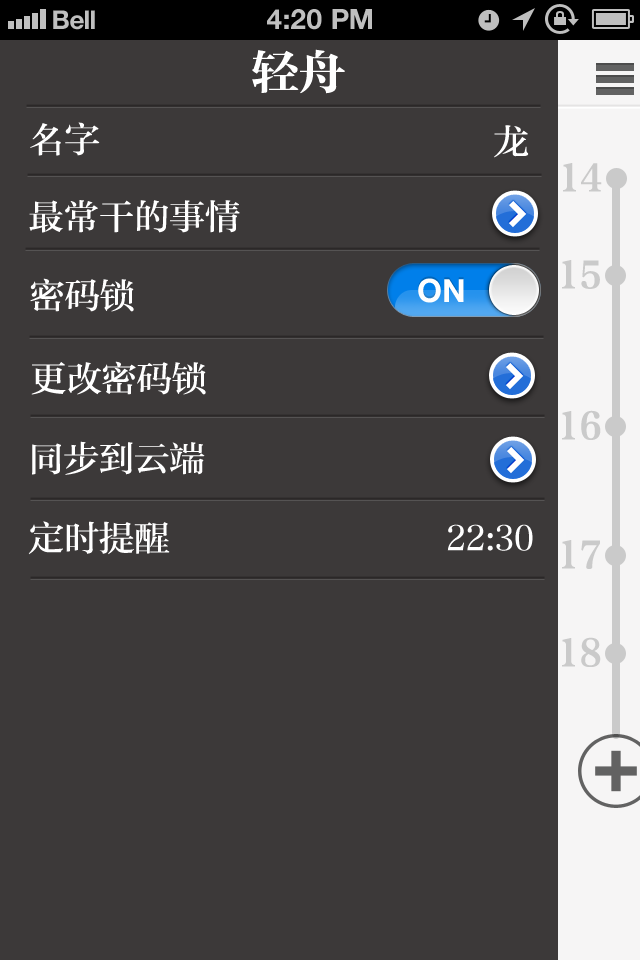 Bell 4:20 PM
轻舟
名字 龙
最常干的事情
密码锁 ON
更改密码锁
同步到云端
定时提醒 22:30
14
15
16
17
18